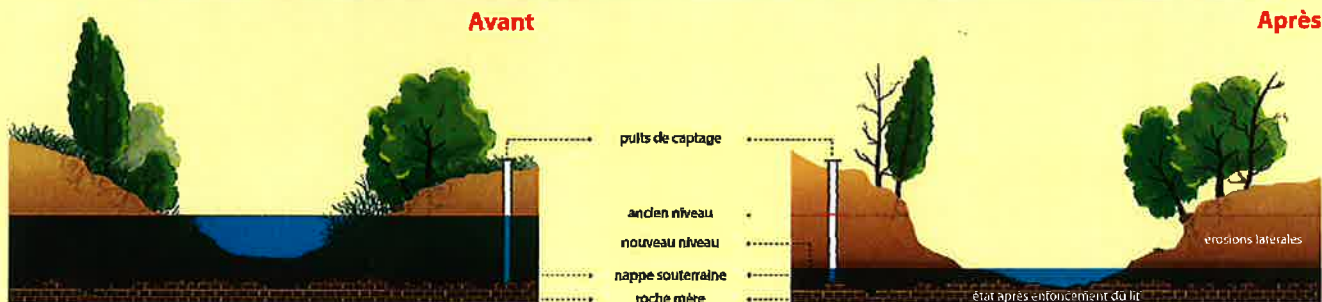 Avant
Après
puits de captage
ancien niveau
nouveau niveau
nappe souterraine
roche mère
érosions latérales
état après enfoncement du lit